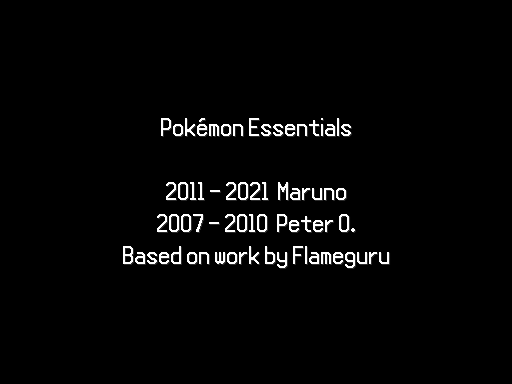 Pokémon Essentials
2011 - 2021 Maruno
2007 - 2010 Peter O.
Based on work by Flameguru